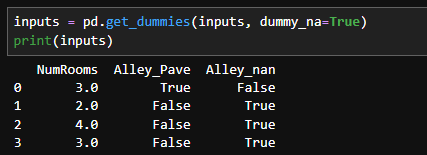 inputs = pd.get_dummies(inputs, dummy_na=True)
print(inputs)
NumRooms Alley_Pave Alley_nan
0 3.0 True False
1 2.0 False True
2 4.0 False True
3 3.0 False True